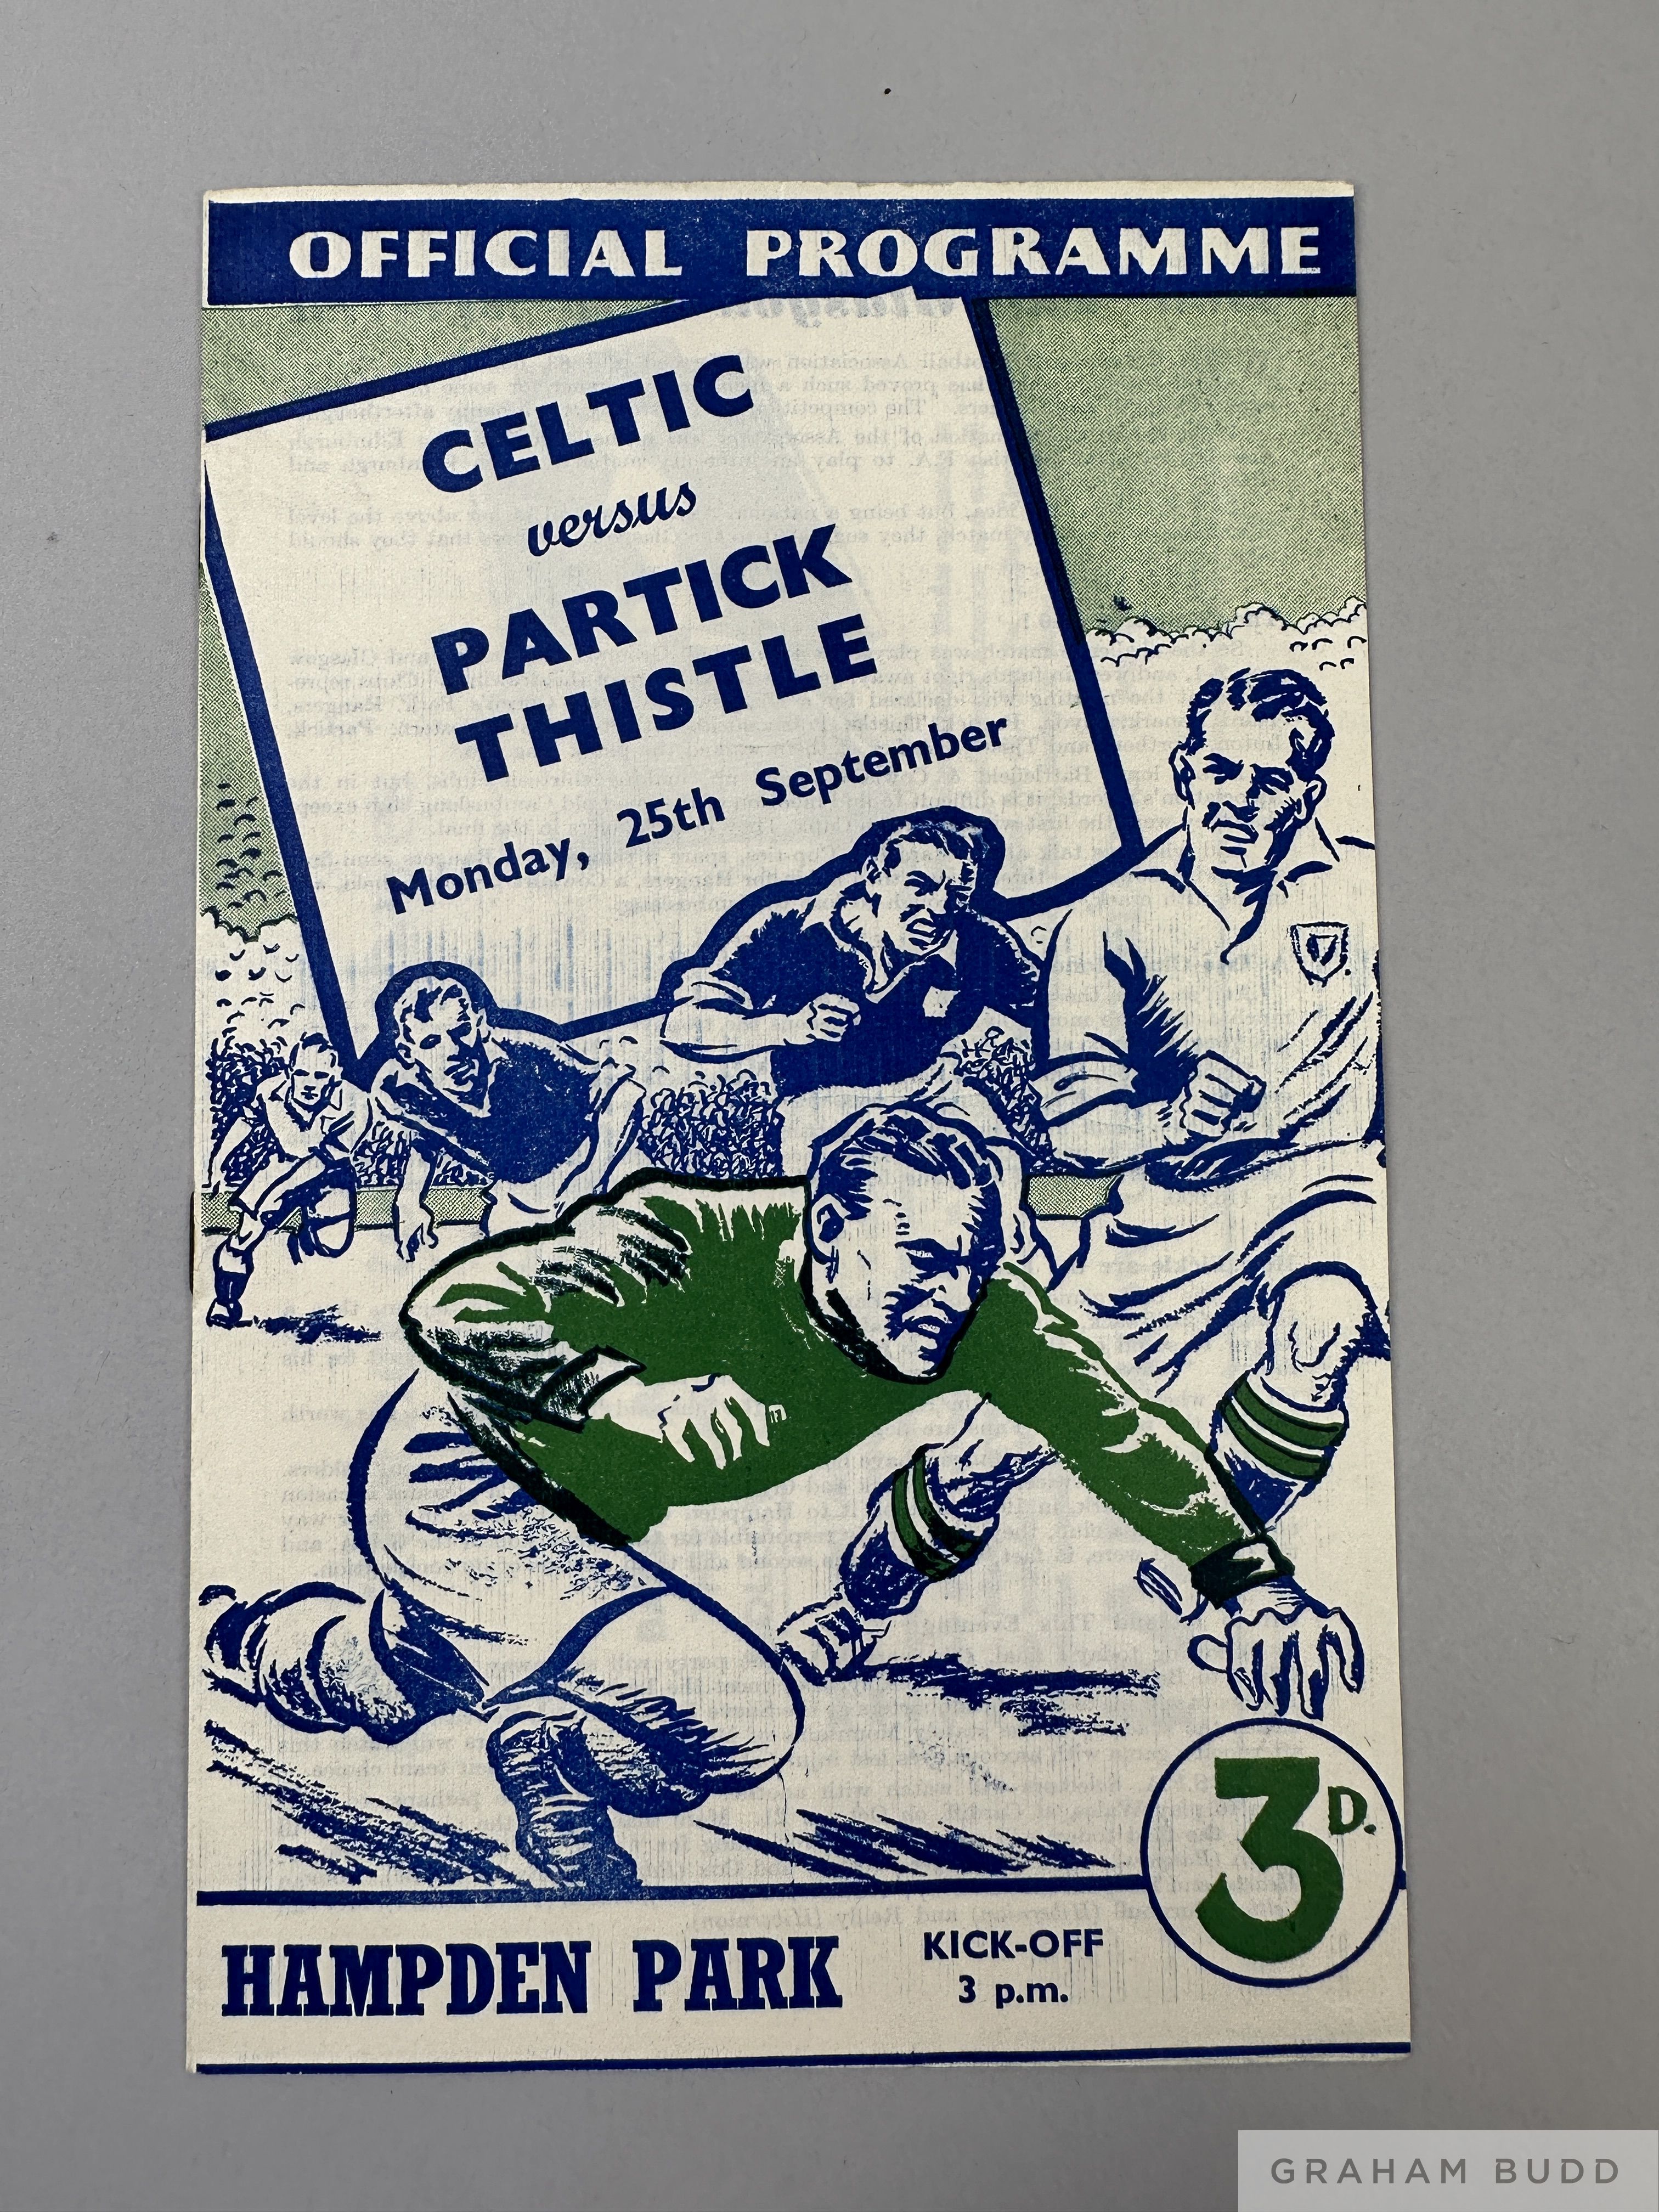 OFFICIAL PROGRAMME
CELTIC
versus
PARTICK
THISTLE
Monday, 25th September
3D.
HAMPDEN PARK
KICK-OFF
3 p.m.
GRAHAM BUDD